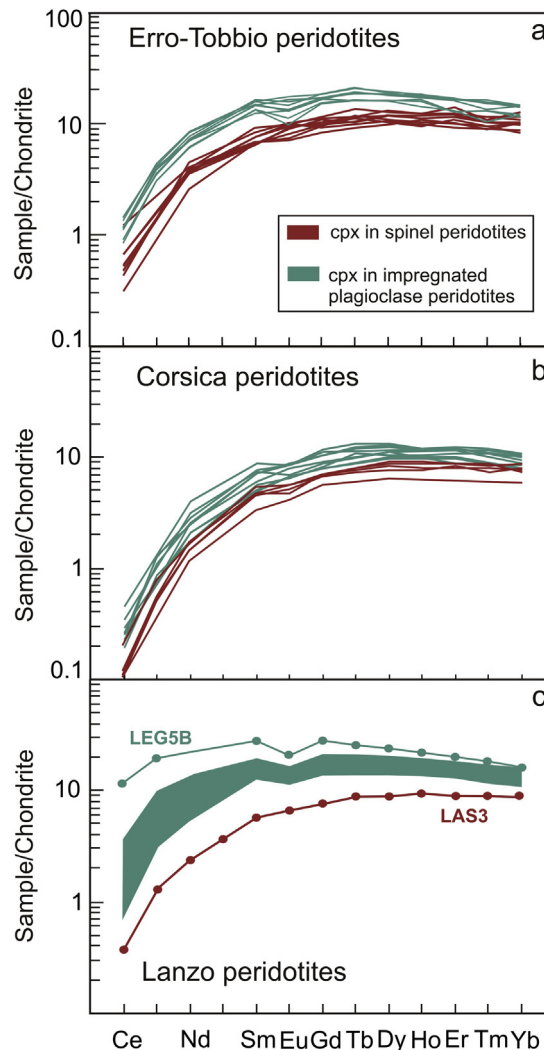 a
Erro-Tobbio peridotites
100
10
1
0.1
Sample/Chondrite
cpx in spinel peridotites
cpx in impregnated
plagioclase peridotites
b
Corsica peridotites
10
1
0.1
Sample/Chondrite
c
LEG5B
10
LAS3
1
Sample/Chondrite
Lanzo peridotites
Ce Nd Sm Eu Gd Tb Dy Ho Er Tm Yb